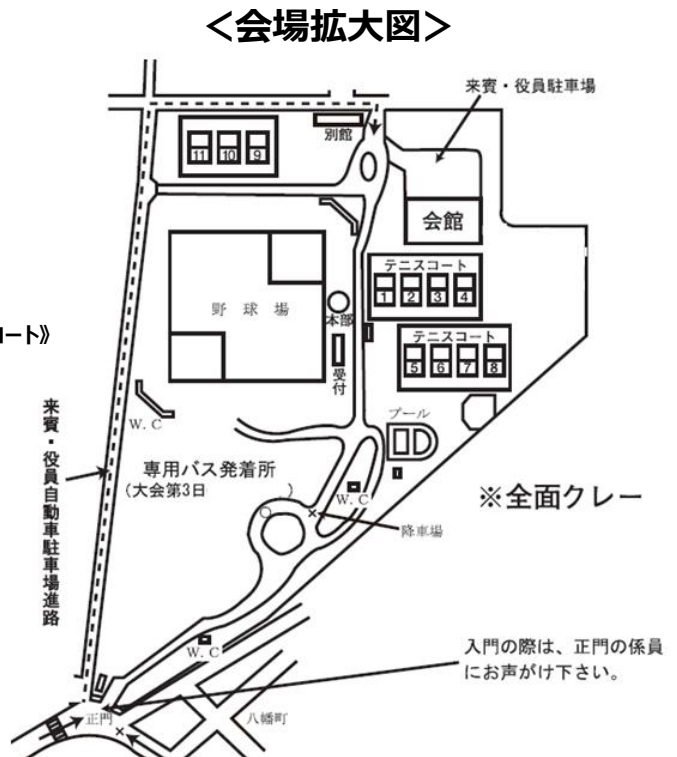 ＜会場拡大図＞
来賓・役員駐車場
別館
11 10 9
会館
テニスコート
1 2 3 4
野球場
本部
テニスコート
5 6 7 8
受付
ート》
プール
W.C
来賓・役員自動車駐車場進路
専用バス発着所
(大会第3日 )
W.C
※全面クレー
降車場
W.C
入門の際は、正門の係員
にお声がけ下さい。
正門
八幡町